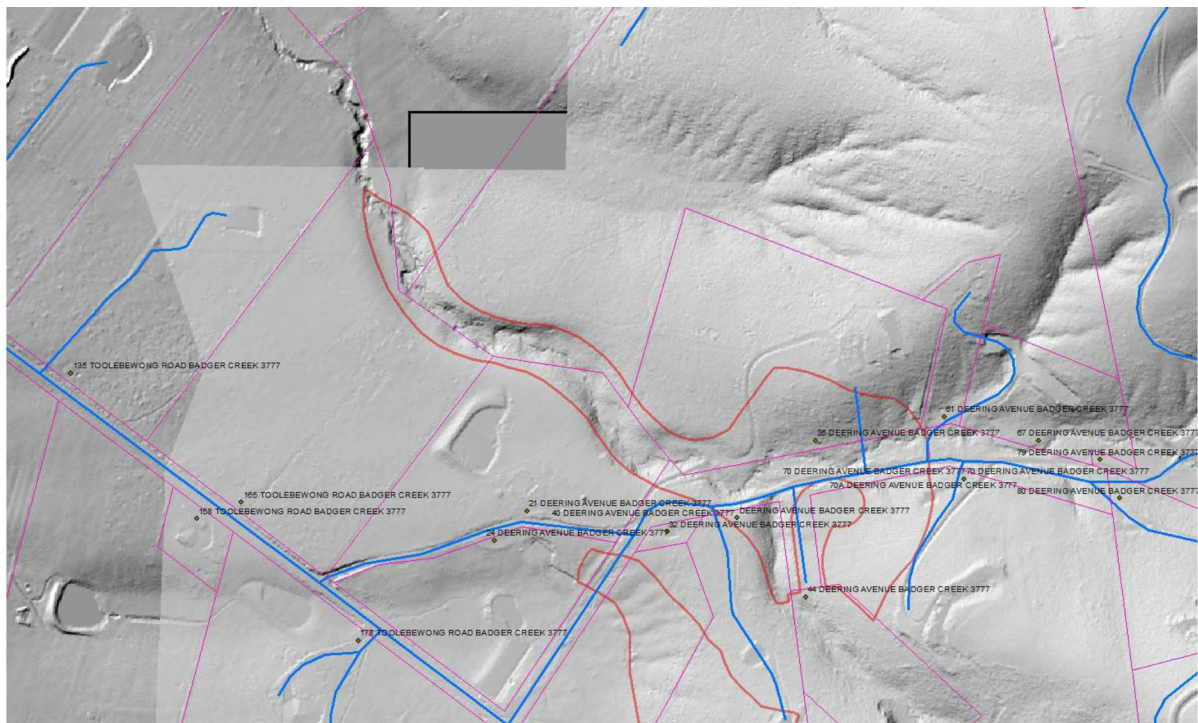 135 TOOLEBEWONG ROAD BADGER CREEK 3777
61 DEERING AVENUE BADGER CREEK 3777
36 DEERING AVENUE BADGER CREEK 3777
67 DEERING AVENUE BADGER CREEK 3777
79 DEERING AVENUE BADGER CREEK 3777
70 DEERING AVENUE BADGER CREEK 3777
70 DEERING AVENUE BADGER CREEK 3777
70A DEERING AVENUE BADGER CREEK 3777
80 DEERING AVENUE BADGER CREEK 3777
165 TOOLEBEWONG ROAD BADGER CREEK 3777
158 TOOLEBEWONG ROAD BADGER CREEK 3777
21 DEERING AVENUE BADGER CREEK 3777
40 DEERING AVENUE BADGER CREEK 3777
DEERING AVENUE BADGER CREEK 3777
32 DEERING AVENUE BADGER CREEK 3777
24 DEERING AVENUE BADGER CREEK 3777
44 DEERING AVENUE BADGER CREEK 3777
178 TOOLEBEWONG ROAD BADGER CREEK 3777